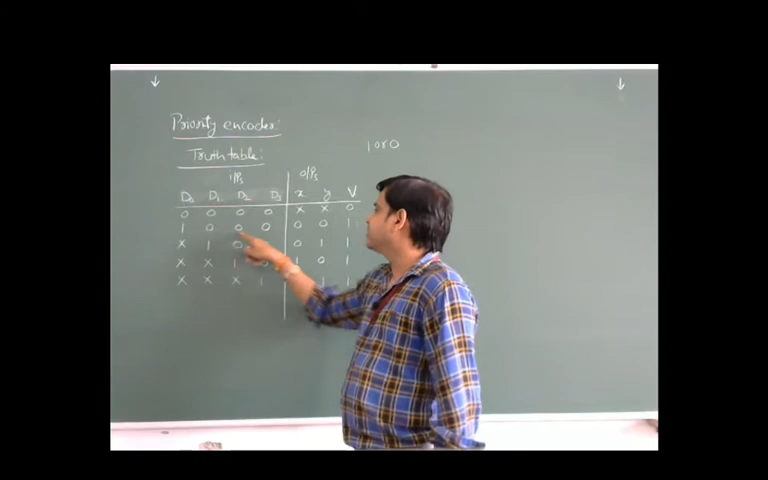 Priority encoder:
1 or 0
Truth table:
i/Ps O/Ps
D0 D1 D2 D3 x y V
0 0 0 0 X X 0
1 0 0 0 0 0 1
X 1 0 0 1 1
X X 1 0 1 0 1
X X X 1 1 1